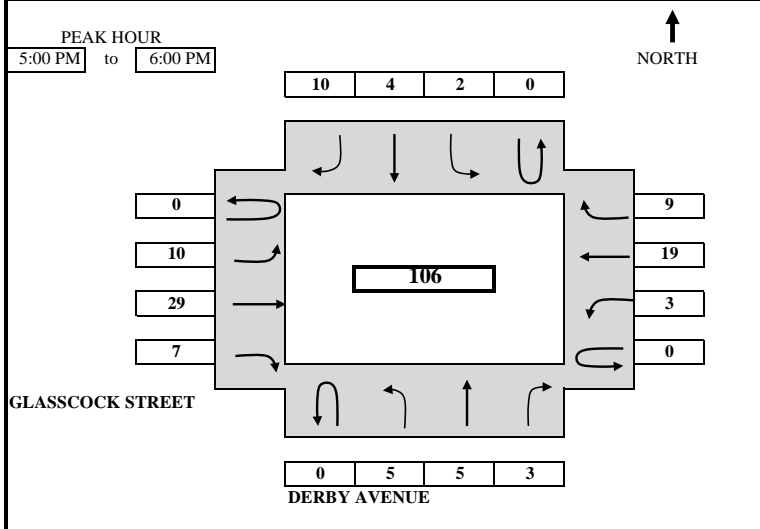 PEAK HOUR
5:00 PM to 6:00 PM
NORTH
10 4 2 0
0 9
10 19
106
29 3
7 0
GLASSCOCK STREET
0 5 5 3
DERBY AVENUE